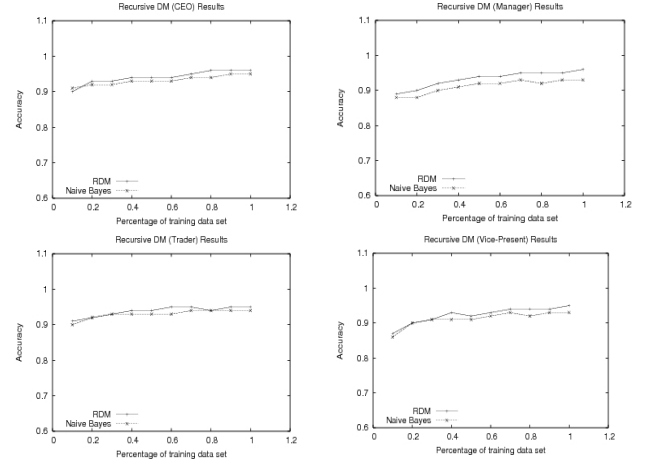 Recursive DM (CEO) Results
1.1
1
0.9
0.8
0.7
0.6
Accuracy
RDM
Naive Bayes
0 0.2 0.4 0.6 0.8 1 1.2
Percentage of training data set
Recursive DM (Manager) Results
1.1
1
0.9
0.8
0.7
0.6
Accuracy
RDM
Naive Bayes
0 0.2 0.4 0.6 0.8 1 1.2
Percentage of training data set
Recursive DM (Trader) Results
1.1
1
0.9
0.8
0.7
0.6
Accuracy
RDM
Naive Bayes
0 0.2 0.4 0.6 0.8 1 1.2
Percentage of training data set
Recursive DM (Vice-Present) Results
1.1
1
0.9
0.8
0.7
0.6
Accuracy
RDM
Naive Bayes
0 0.2 0.4 0.6 0.8 1 1.2
Percentage of training data set